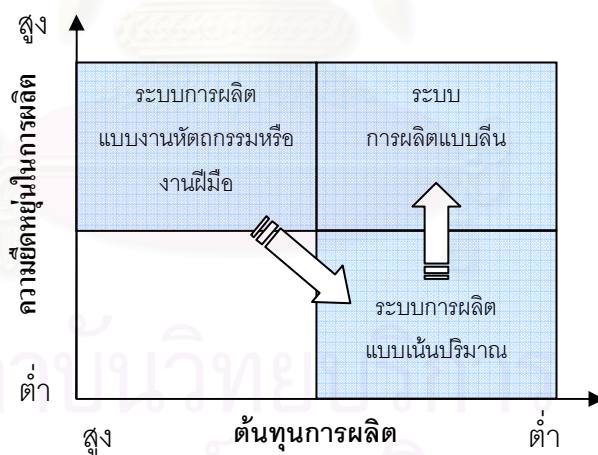 สูง
ความยืดหยุ่นในการผลิต
ระบบการผลิต
แบบงานหัตถกรรมหรือ
งานฝีมือ
ระบบ
การผลิตแบบลีน
ระบบการผลิต
แบบเน้นปริมาณ
ต่ำ
สูง
ต้นทุนการผลิต
ต่ำ